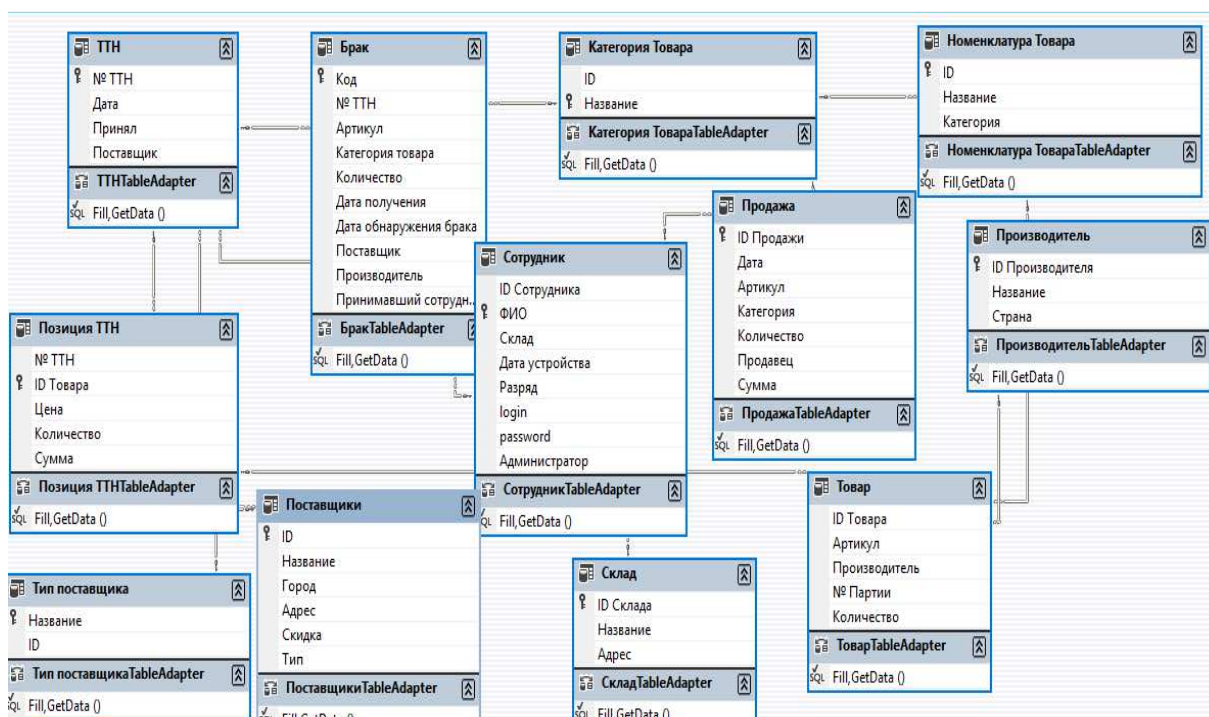 ТТН
№ ТТН
Дата
Принял
Поставщик
ТТНTableAdapter
Fill,GetData ()
Брак
Код
№ ТТН
Артикул
Категория товара
Количество
Дата получения
Дата обнаружения брака
Поставщик
Производитель
Принимавший сотрудн...
БракTableAdapter
Fill,GetData ()
Категория Товара
ID
Название
Категория ТовараTableAdapter
Fill,GetData ()
Номенклатура Товара
ID
Название
Категория
Номенклатура ТовараTableAdapter
Fill,GetData ()
Продажа
ID Продажи
Дата
Артикул
Категория
Количество
Продавец
Сумма
ПродажаTableAdapter
Fill,GetData ()
Производитель
ID Производителя
Название
Страна
ПроизводительTableAdapter
Fill,GetData ()
Сотрудник
ID Сотрудника
ФИО
Склад
Дата устройства
Разряд
login
password
Администратор
СотрудникTableAdapter
Fill,GetData ()
Позиция ТТН
№ ТТН
ID Товара
Цена
Количество
Сумма
Позиция ТТНTableAdapter
Fill,GetData ()
Поставщики
ID
Название
Город
Адрес
Скидка
Тип
ПоставщикиTableAdapter
Fill,GetData ()
Товар
ID Товара
Артикул
Производитель
№ Партии
Количество
ТоварTableAdapter
Fill,GetData ()
Тип поставщика
Название
ID
Тип поставщикаTableAdapter
Fill,GetData ()
Склад
ID Склада
Название
Адрес
СкладTableAdapter
Fill,GetData ()